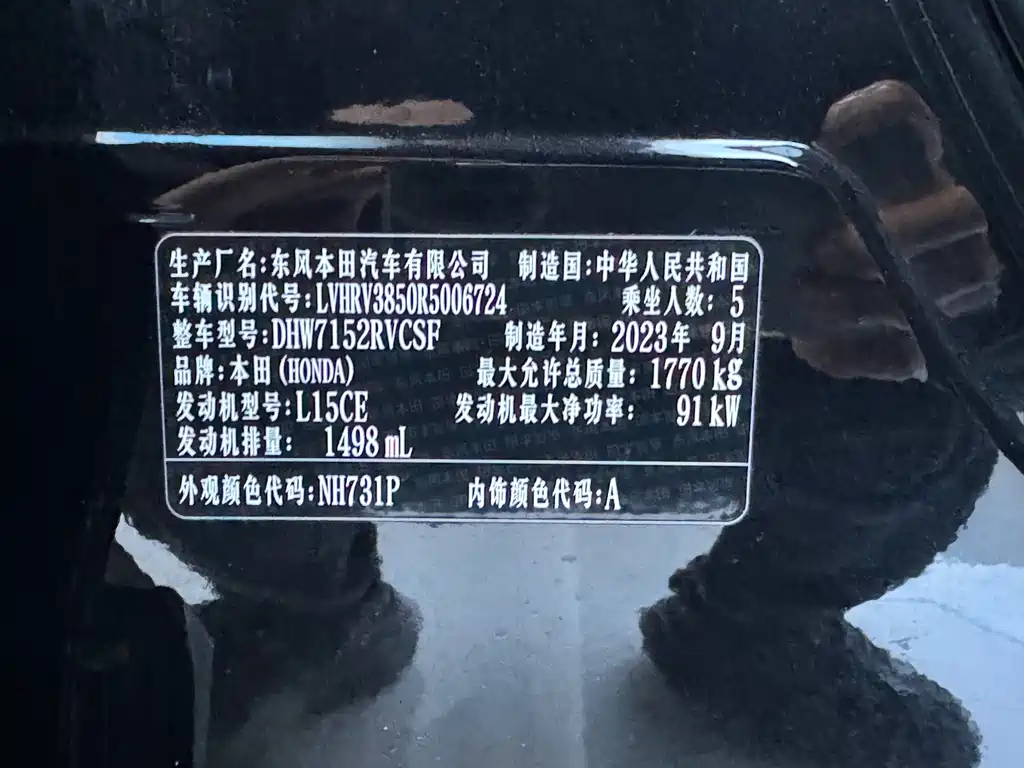 生产厂名:东风本田汽车有限公司 制造国:中华人民共和国
车辆识别代号:LVHRV3850R5006724 乘坐人数: 5
整车型号:DHW7152RVCSF 制造年月: 2023年 9月
品牌:本田(HONDA) 最大允许总质量: 1770 kg
发动机型号:L15CE 发动机最大净功率: 91 kW
发动机排量: 1498 mL
外观颜色代码:NH731P 内饰颜色代码:A